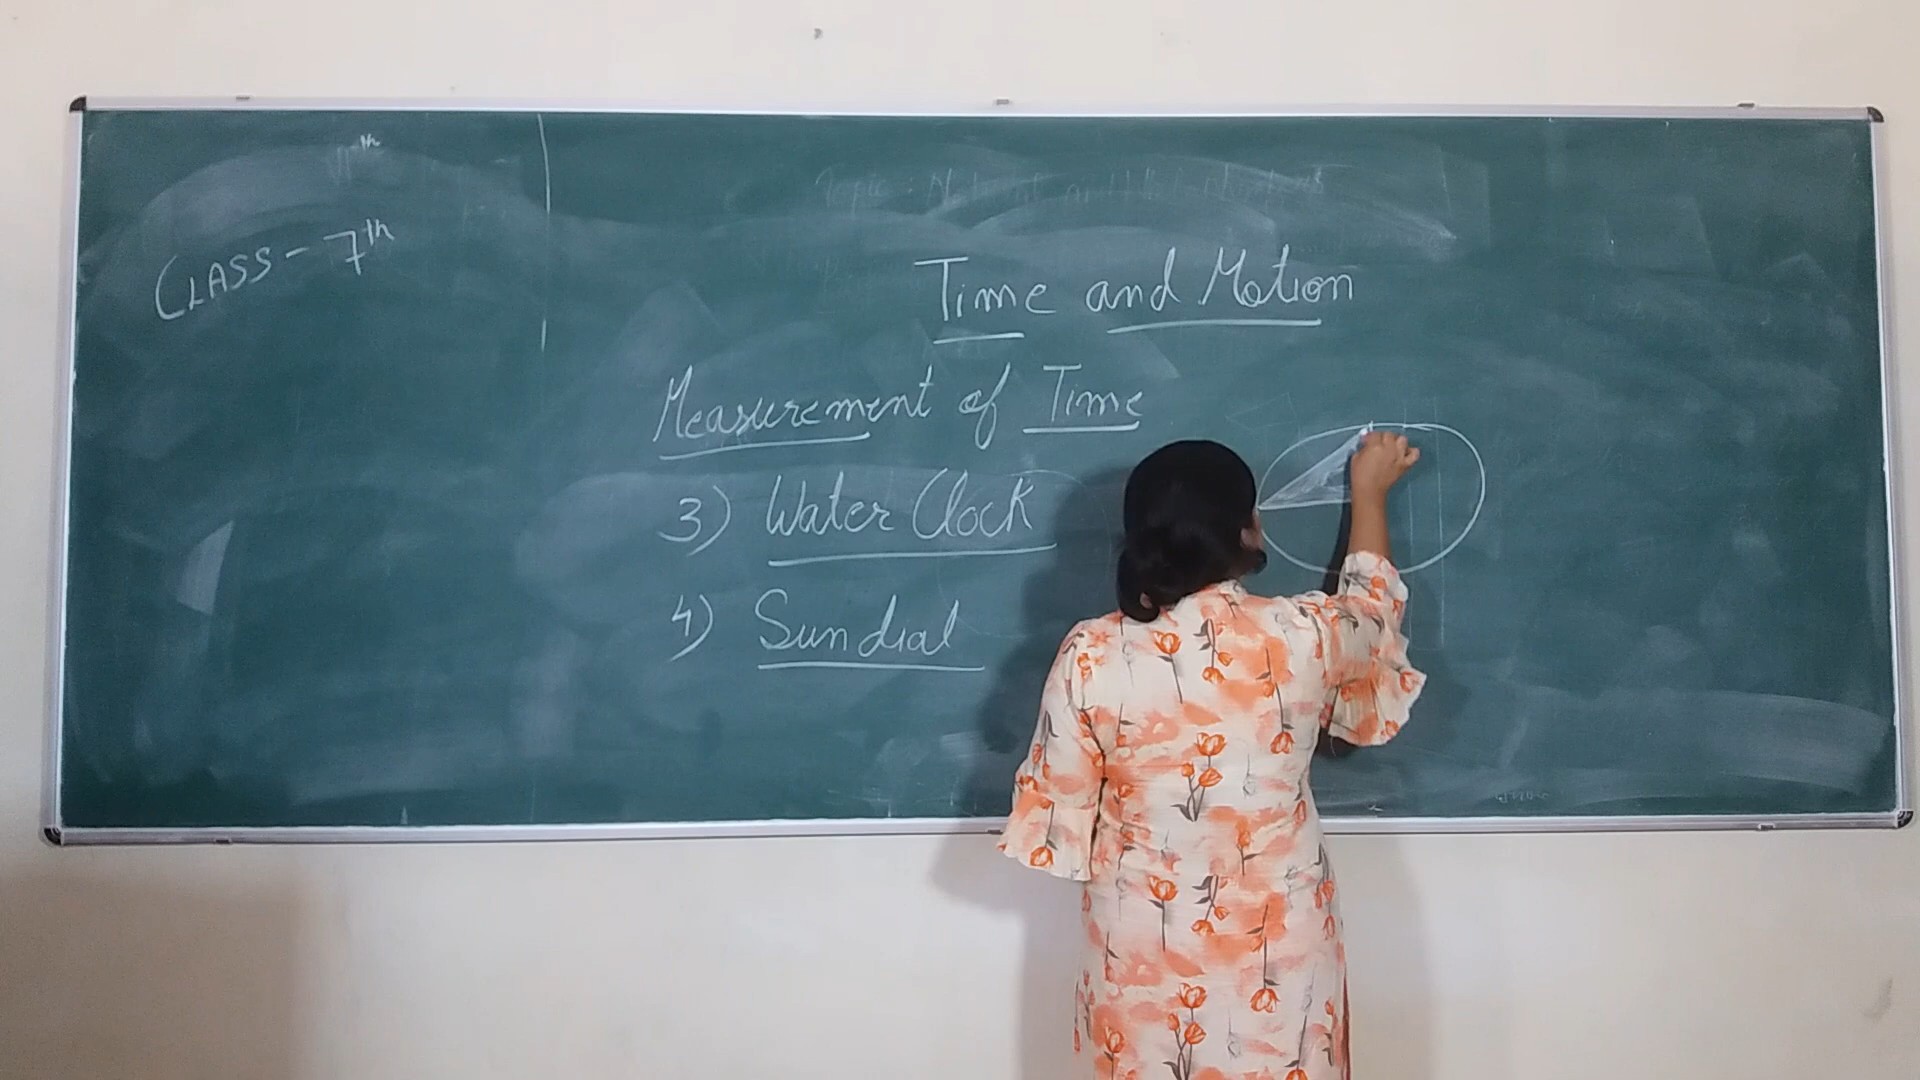 CLASS - 7th
Time and Motion
Measurement of Time
3) Water Clock
4) Sundial